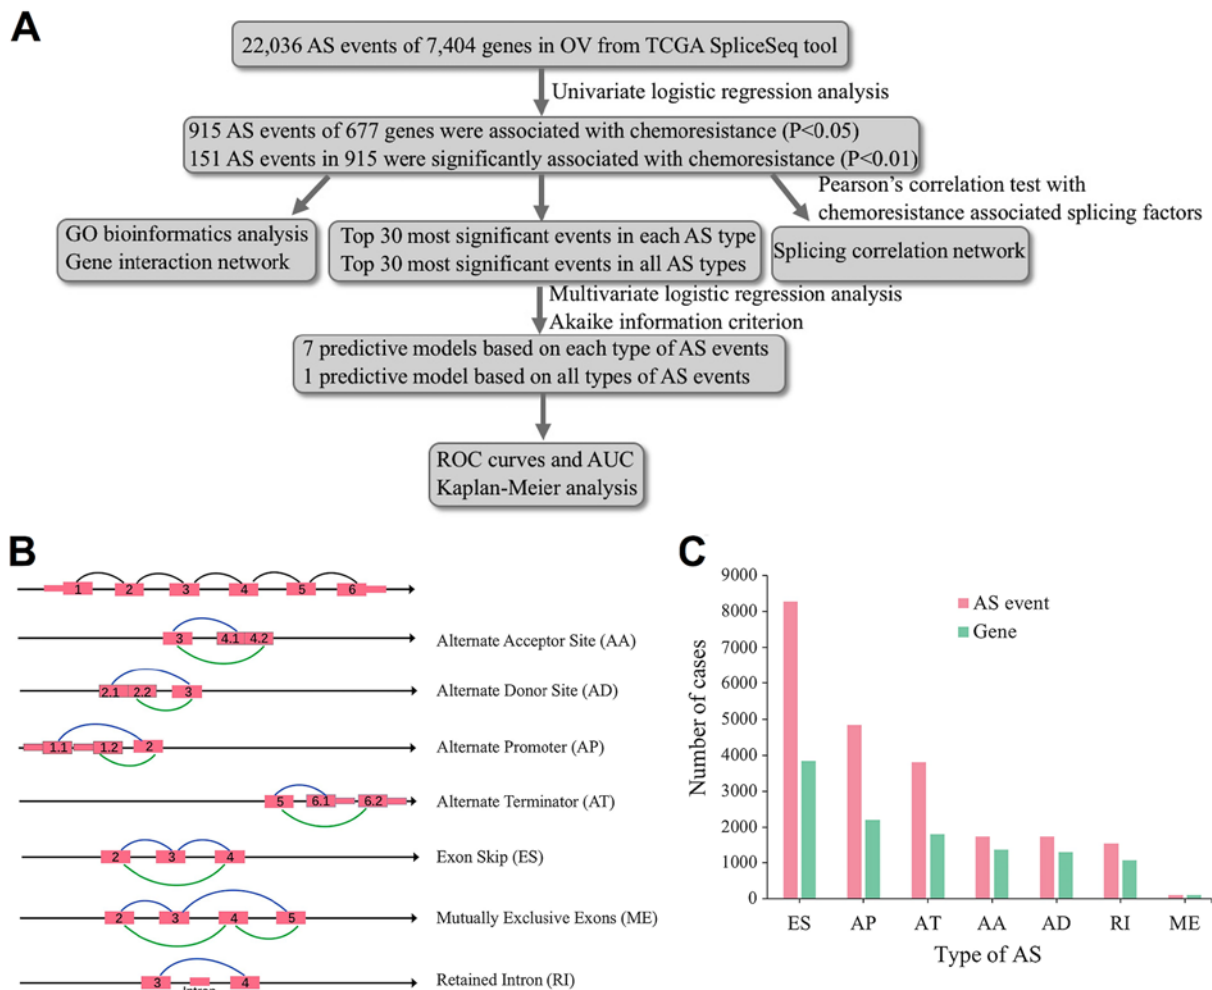 A
22,036 AS events of 7,404 genes in OV from TCGA SpliceSeq tool
Univariate logistic regression analysis
915 AS events of 677 genes were associated with chemoresistance (P<0.05)
151 AS events in 915 were significantly associated with chemoresistance (P<0.01)
Pearson's correlation test with
chemoresistance associated splicing factors
GO bioinformatics analysis
Gene interaction network
Top 30 most significant events in each AS type
Top 30 most significant events in all AS types
Splicing correlation network
Multivariate logistic regression analysis
Akaike information criterion
7 predictive models based on each type of AS events
1 predictive model based on all types of AS events
ROC curves and AUC
Kaplan-Meier analysis
B
1 2 3 4 5 6
3 4.1 4.2 Alternate Acceptor Site (AA)
2.1 2.2 3 Alternate Donor Site (AD)
1.1 1.2 2 Alternate Promoter (AP)
5 6.1 6.2 Alternate Terminator (AT)
2 3 4 Exon Skip (ES)
2 3 4 5 Mutually Exclusive Exons (ME)
3 4 Retained Intron (RI)
C
9000
8000
7000
6000
5000
4000
3000
2000
1000
0
Number of cases
AS event
Gene
ES AP AT AA AD RI ME
Type of AS